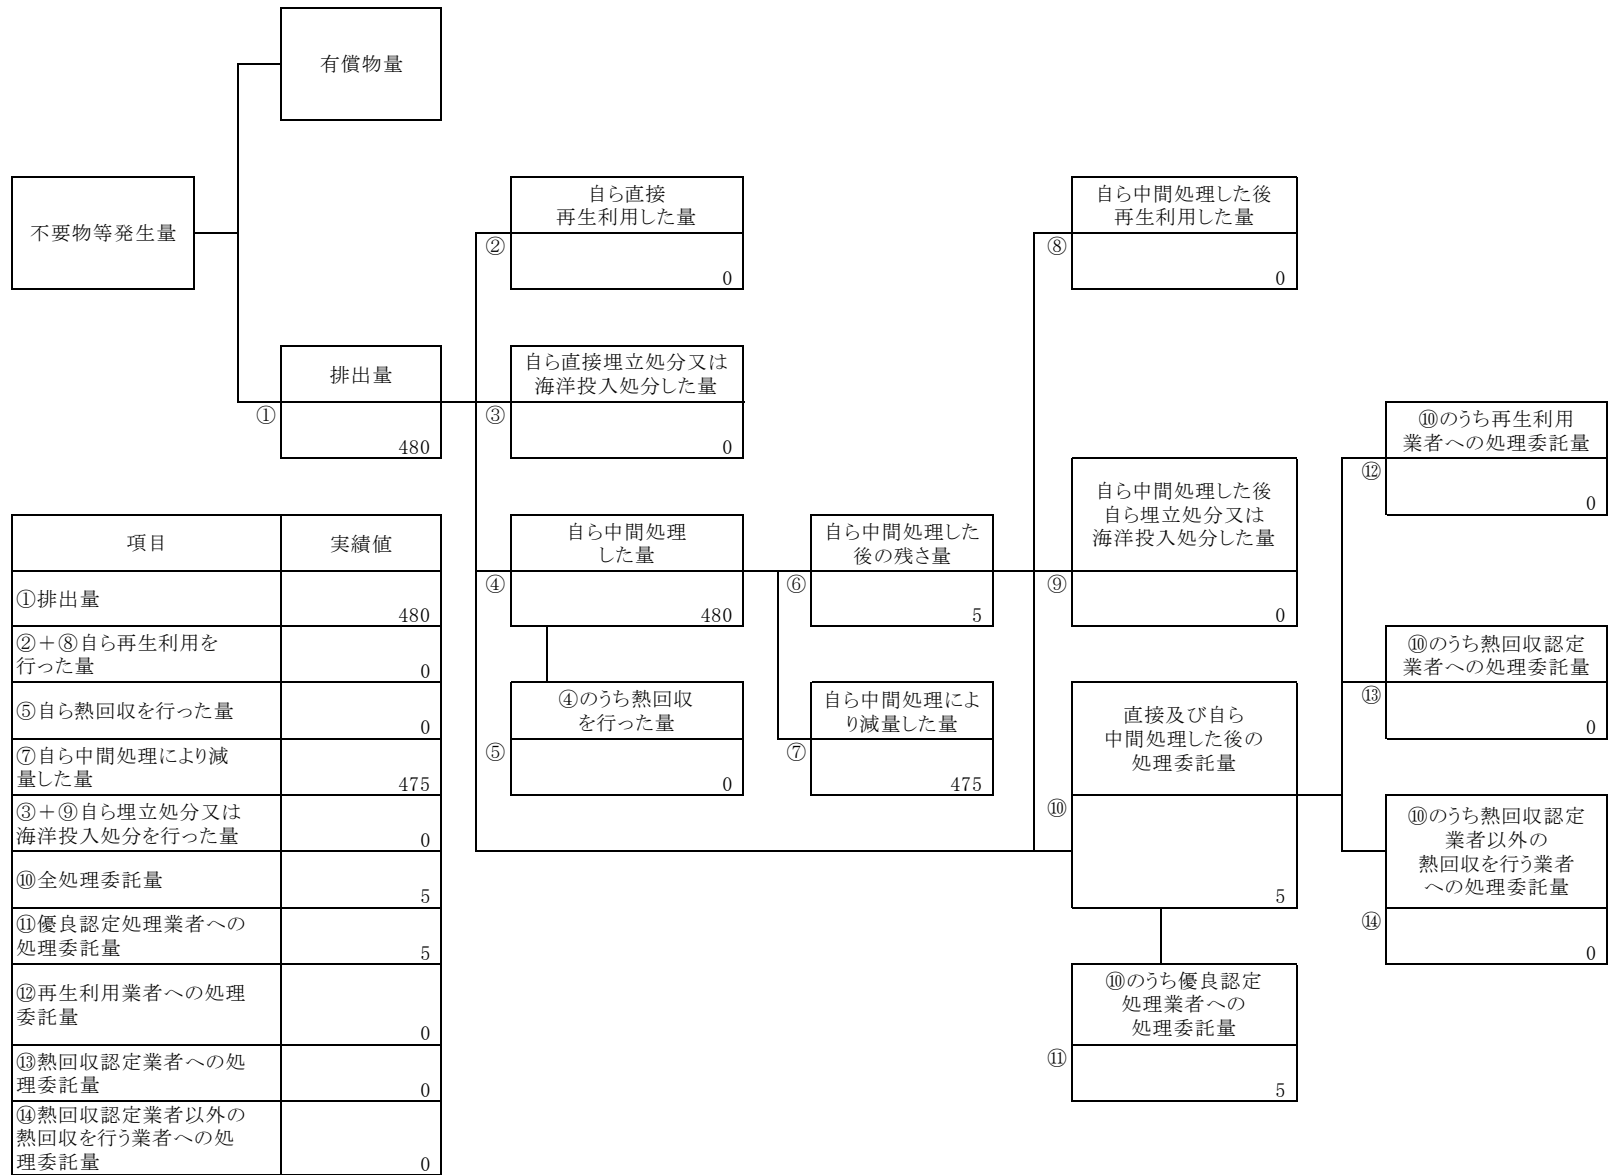 有償物量
不要物等発生量
自ら直接
再生利用した量
②
0
自ら中間処理した後
再生利用した量
⑧
0
排出量
①
480
自ら直接埋立処分又は
海洋投入処分した量
③
0
⑩のうち再生利用
業者への処理委託量
⑫
0
自ら中間処理
した量
④
480
自ら中間処理した
後の残さ量
⑥
5
自ら中間処理した後
自ら埋立処分又は
海洋投入処分した量
⑨
0
⑩のうち熱回収認定
業者への処理委託量
⑬
0
④のうち熱回収
を行った量
⑤
0
自ら中間処理によ
り減量した量
⑦
475
直接及び自ら
中間処理した後の
処理委託量
⑩
5
⑩のうち熱回収認定
業者以外の
熱回収を行う業者
への処理委託量
⑭
0
⑩のうち優良認定
処理業者への
処理委託量
⑪
5
項目
実績値
①排出量
480
②＋⑧自ら再生利用を
行った量
0
⑤自ら熱回収を行った量
0
⑦自ら中間処理により減
量した量
475
③＋⑨自ら埋立処分又は
海洋投入処分を行った量
0
⑩全処理委託量
5
⑪優良認定処理業者への
処理委託量
5
⑫再生利用業者への処理
委託量
0
⑬熱回収認定業者への処
理委託量
0
⑭熱回収認定業者以外の
熱回収を行う業者への処
理委託量
0